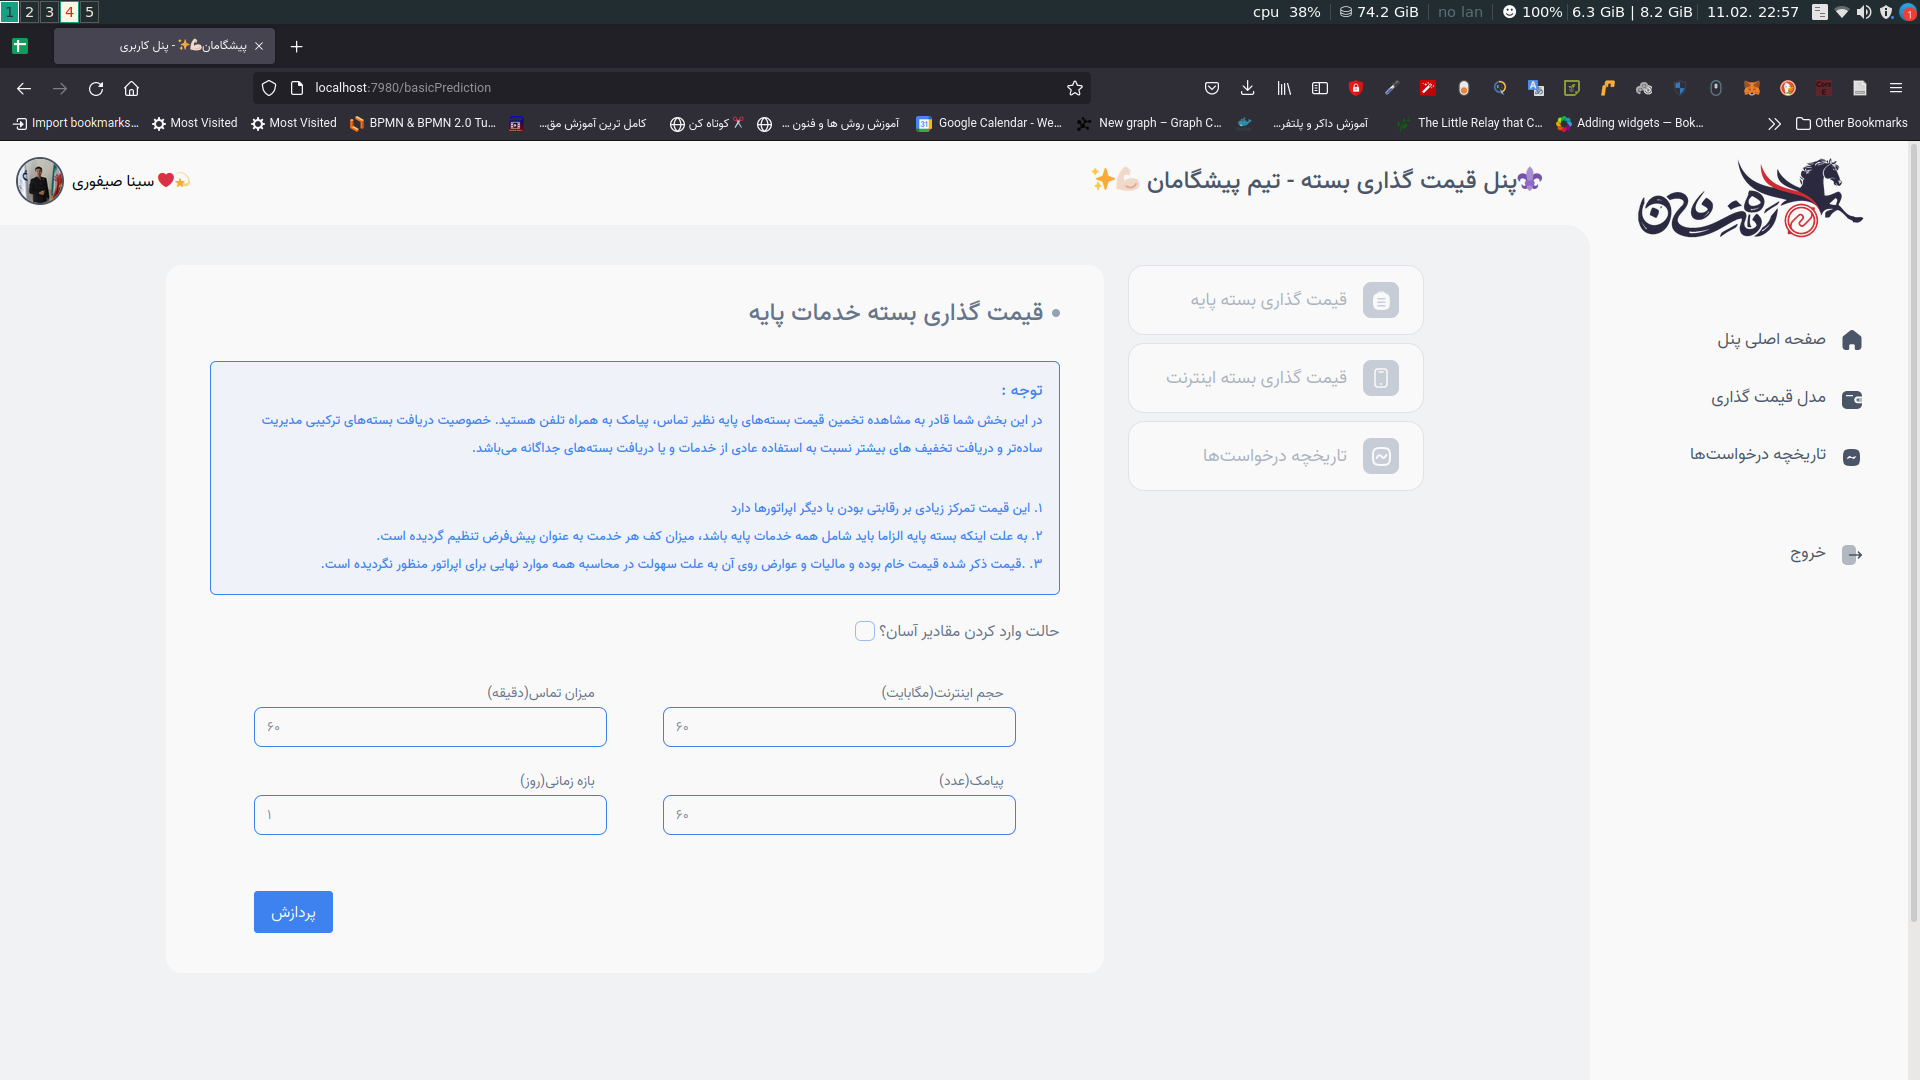 1 2 3 4 5
cpu 38% 74.2 GiB no lan 100% 6.3 GiB | 8.2 GiB 11.02. 22:57 1
پیشگامان💪🏻✨ - پنل کاربری
localhost:7980/basicPrediction
Import bookmarks... Most Visited Most Visited BPMN & BPMN 2.0 Tu... کامل ترین آموزش مق... کوتاه کن ✂️ آموزش روش ها و فنون ... Google Calendar - We... New graph – Graph C... آموزش داکر و پلتفر... The Little Relay that C... Adding widgets — Bok... Other Bookmarks
⚜️پنل قیمت گذاری بسته - تیم پیشگامان 💪🏻✨
سینا صیفوری ❤️💫
صفحه اصلی پنل
مدل قیمت گذاری
تاریخچه درخواست‌ها
خروج
قیمت گذاری بسته پایه
قیمت گذاری بسته اینترنت
تاریخچه درخواست‌ها
قیمت گذاری بسته خدمات پایه
توجه :
در این بخش شما قادر به مشاهده تخمین قیمت بسته‌های پایه نظیر تماس، پیامک به همراه تلفن هستید. خصوصیت دریافت بسته‌های ترکیبی مدیریت
ساده‌تر و دریافت تخفیف های بیشتر نسبت به استفاده عادی از خدمات و یا دریافت بسته‌های جداگانه می‌باشد.
۱. این قیمت تمرکز زیادی بر رقابتی بودن با دیگر اپراتورها دارد
۲. به علت اینکه بسته پایه الزاما باید شامل همه خدمات پایه باشد، میزان کف هر خدمت به عنوان پیش‌فرض تنظیم گردیده است.
۳. .قیمت ذکر شده قیمت خام بوده و مالیات و عوارض روی آن به علت سهولت در محاسبه همه موارد نهایی برای اپراتور منظور نگردیده است.
حالت وارد کردن مقادیر آسان؟
حجم اینترنت(مگابایت)
۶۰
میزان تماس(دقیقه)
۶۰
پیامک(عدد)
۶۰
بازه زمانی(روز)
۱
پردازش